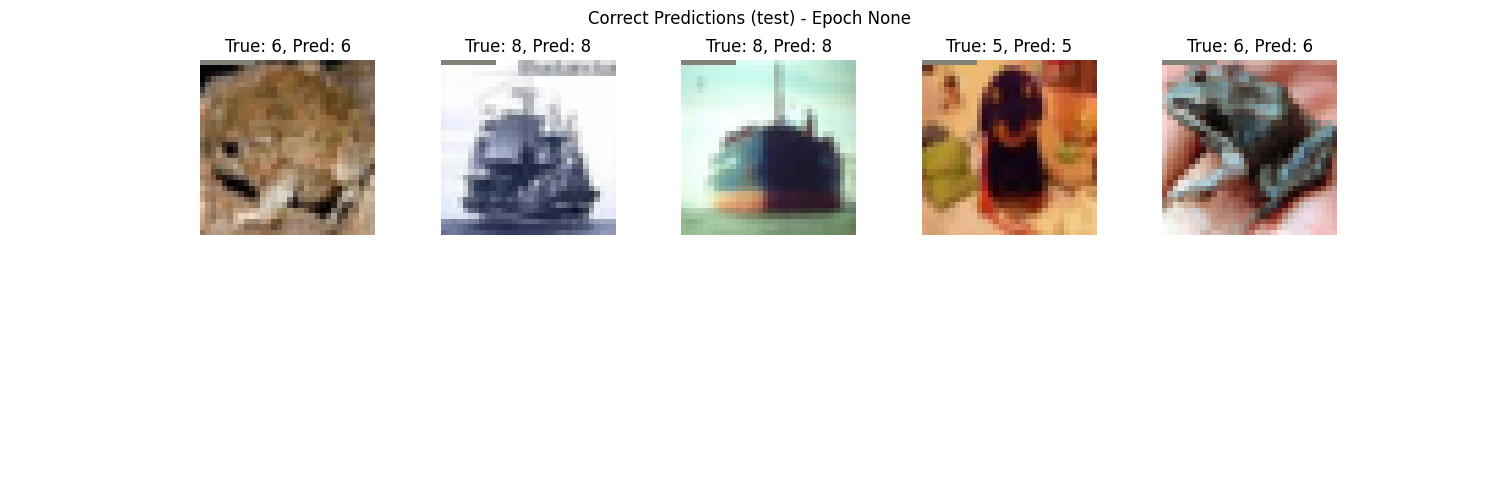 Correct Predictions (test) - Epoch None
True: 6, Pred: 6
True: 8, Pred: 8
True: 8, Pred: 8
True: 5, Pred: 5
True: 6, Pred: 6